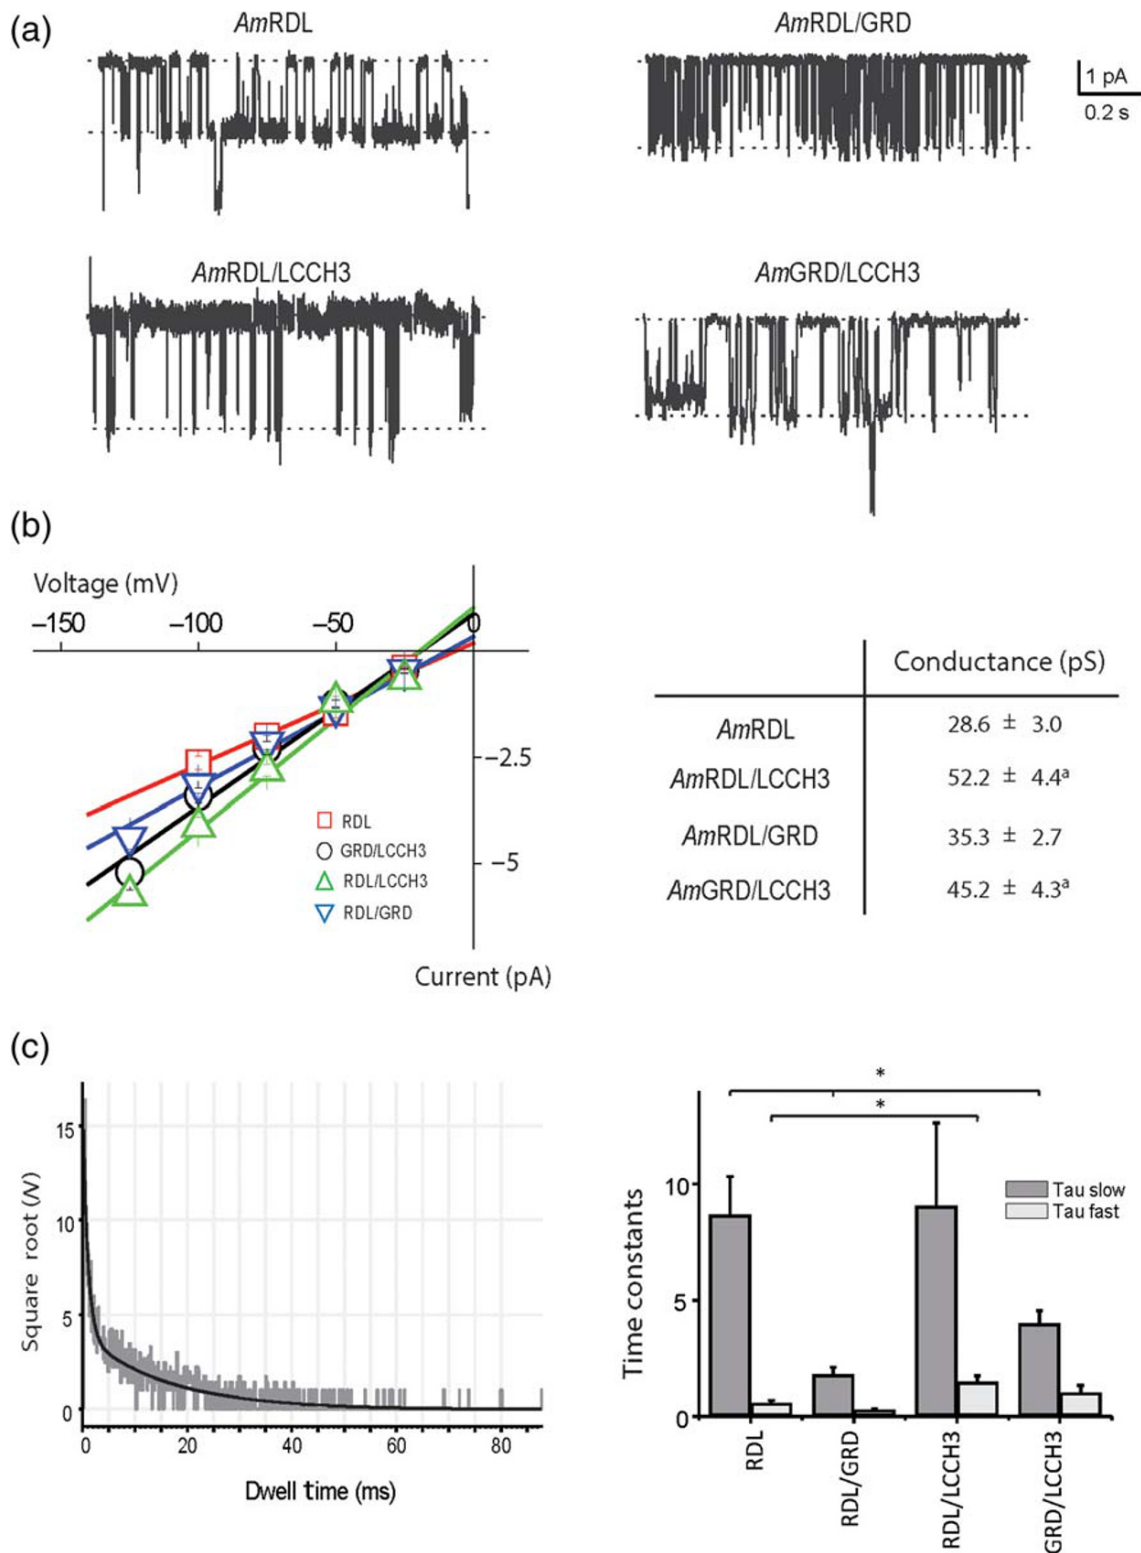 (a)
AmRDL
AmRDL/GRD
1 pA
0.2 s
AmRDL/LCCH3
AmGRD/LCCH3
(b)
Voltage (mV)
–150
–100
–50
0
–2.5
–5
RDL
GRD/LCCH3
RDL/LCCH3
RDL/GRD
Current (pA)
Conductance (pS)
AmRDL 28.6 ± 3.0
AmRDL/LCCH3 52.2 ± 4.4ᵃ
AmRDL/GRD 35.3 ± 2.7
AmGRD/LCCH3 45.2 ± 4.3ᵃ
(c)
Square root (N)
15
10
5
0
0 20 40 60 80
Dwell time (ms)
*
*
Time constants
10
5
0
Tau slow
Tau fast
RDL
RDL/GRD
RDL/LCCH3
GRD/LCCH3